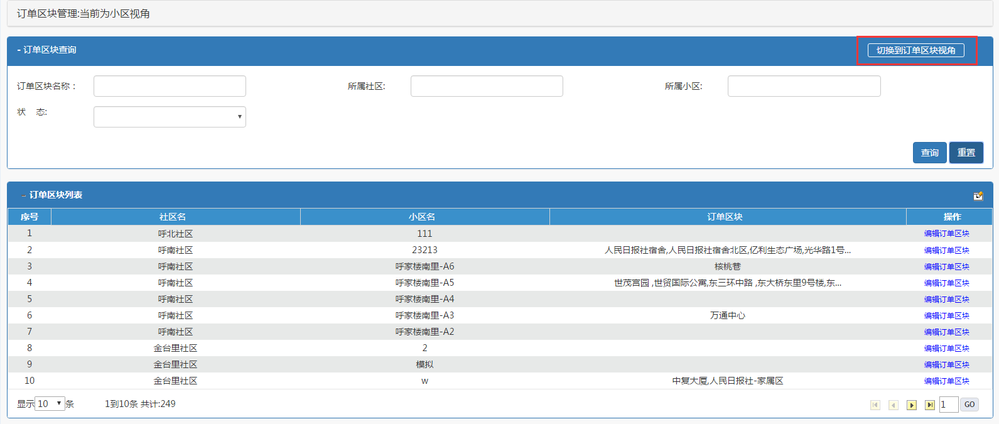 订单区块管理:当前为小区视角
- 订单区块查询 切换到订单区块视角
订单区块名称： 所属社区: 所属小区:
状 态:
查询 重置
- 订单区块列表
序号 社区名 小区名 订单区块 操作
1 呼北社区 111 编辑订单区块
2 呼南社区 23213 人民日报社宿舍,人民日报社宿舍北区,亿利生态广场,光华路1号... 编辑订单区块
3 呼南社区 呼家楼南里-A6 核桃巷 编辑订单区块
4 呼南社区 呼家楼南里-A5 世茂宫园 ,世贸国际公寓,东三环中路 ,东大桥东里9号楼,东... 编辑订单区块
5 呼南社区 呼家楼南里-A4 编辑订单区块
6 呼南社区 呼家楼南里-A3 万通中心 编辑订单区块
7 呼南社区 呼家楼南里-A2 编辑订单区块
8 金台里社区 2 编辑订单区块
9 金台里社区 模拟 编辑订单区块
10 金台里社区 w 中复大厦,人民日报社-家属区 编辑订单区块
显示 10 条 1到10条 共计:249 1 GO